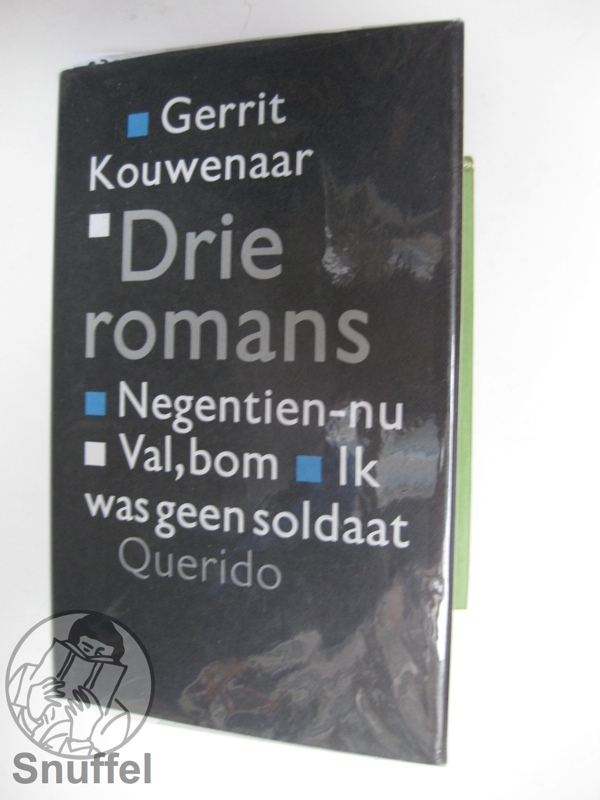 Gerrit
Kouwenaar
Drie
romans
Negentien-nu
Val,bom Ik
was geen soldaat
Querido
Snuffel